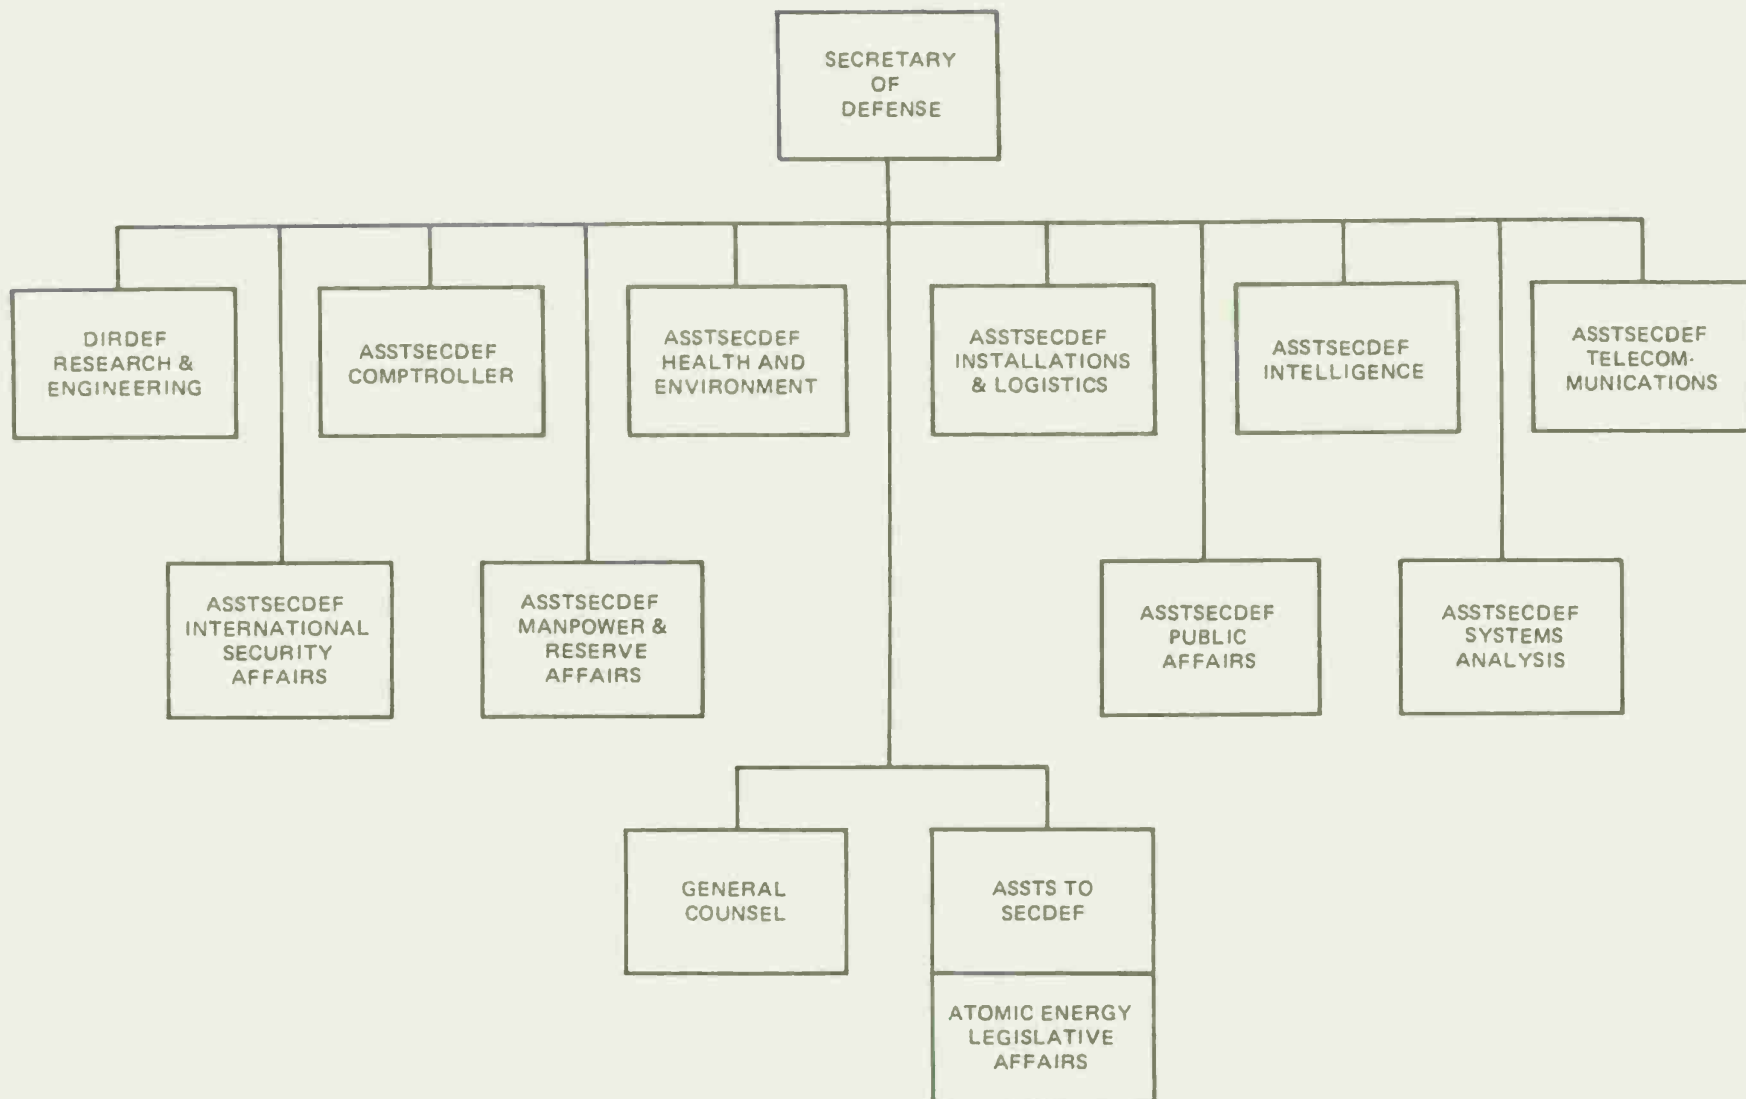 SECRETARY
OF
DEFENSE
DIRDEF
RESEARCH &
ENGINEERING
ASSTSECDEF
COMPTROLLER
ASSTSECDEF
HEALTH AND
ENVIRONMENT
ASSTSECDEF
INSTALLATIONS
& LOGISTICS
ASSTSECDEF
INTELLIGENCE
ASSTSECDEF
TELECOM-
MUNICATIONS
ASSTSECDEF
INTERNATIONAL
SECURITY
AFFAIRS
ASSTSECDEF
MANPOWER &
RESERVE
AFFAIRS
ASSTSECDEF
PUBLIC
AFFAIRS
ASSTSECDEF
SYSTEMS
ANALYSIS
GENERAL
COUNSEL
ASSTS TO
SECDEF
ATOMIC ENERGY
LEGISLATIVE
AFFAIRS